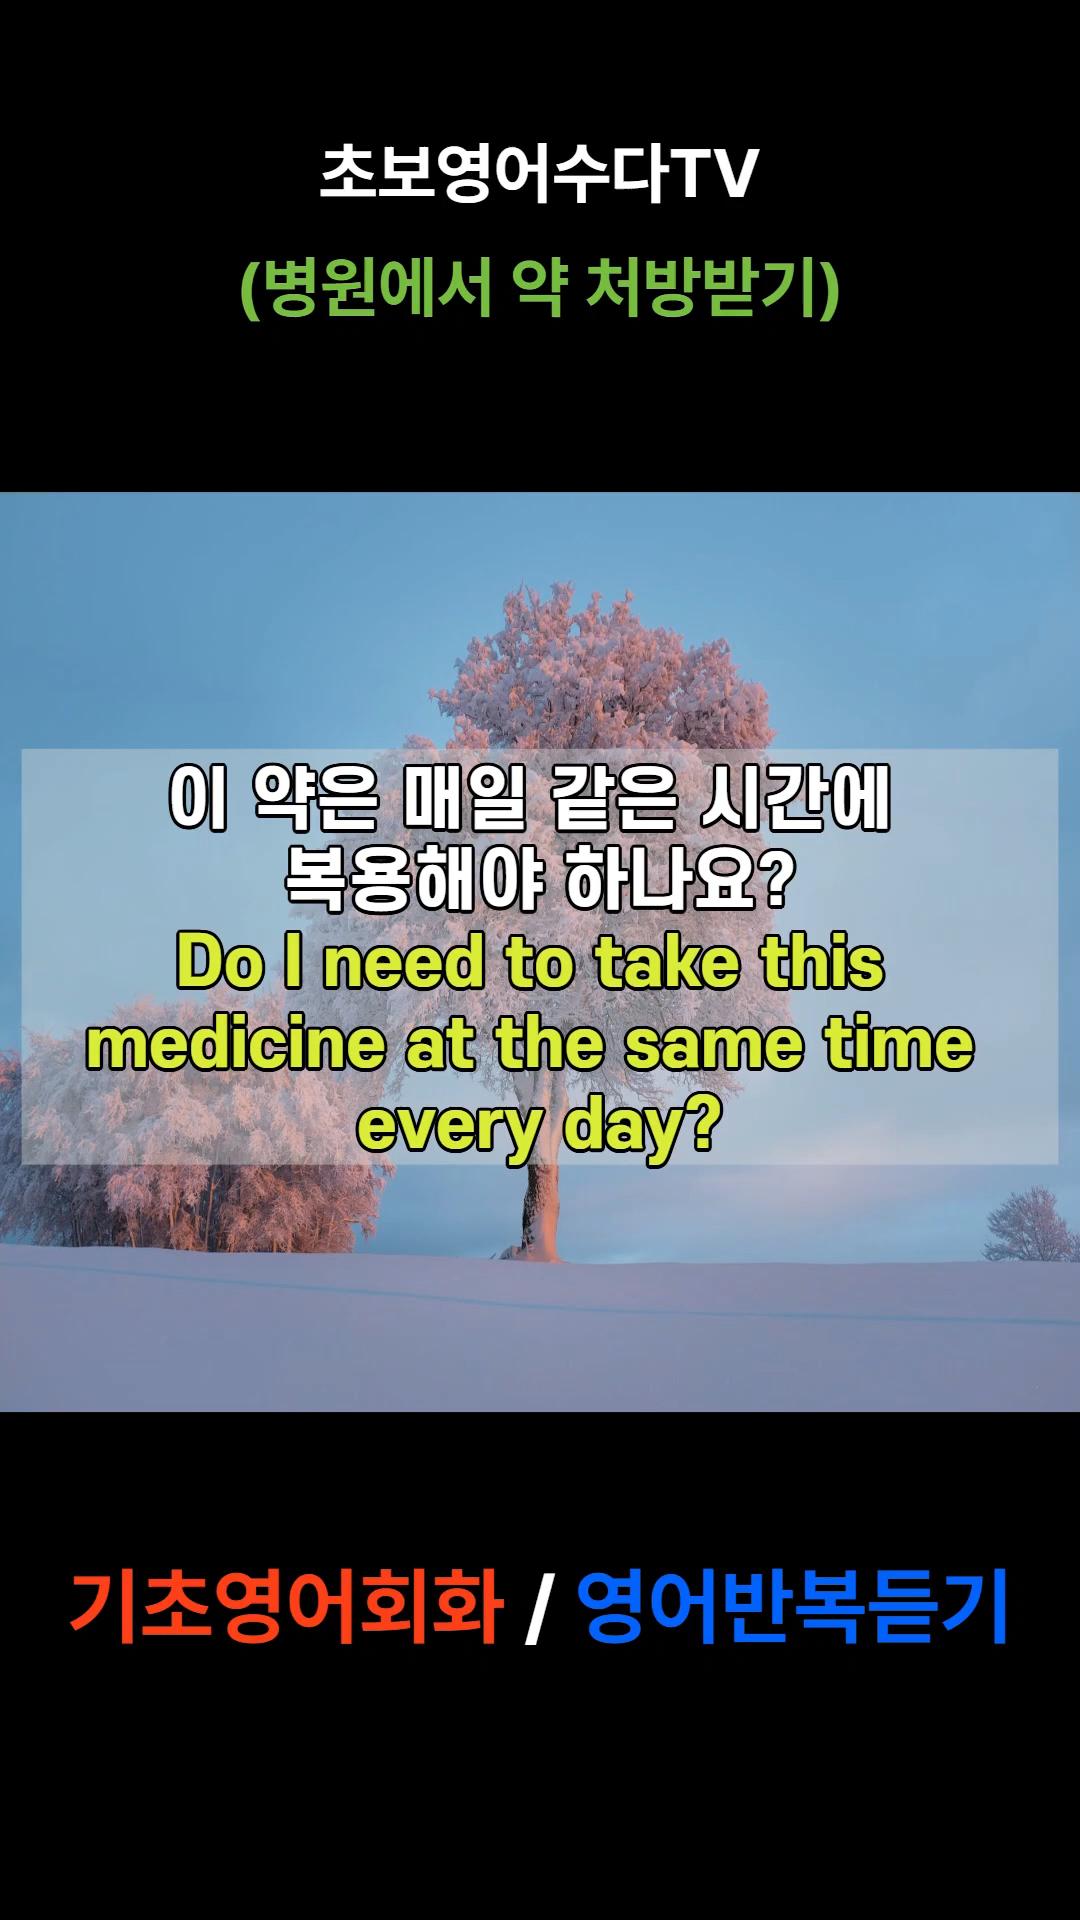 초보영어수다TV
(병원에서 약 처방받기)
이 약은 매일 같은 시간에
복용해야 하나요?
Do I need to take this
medicine at the same time
every day?
기초영어회화 / 영어반복듣기